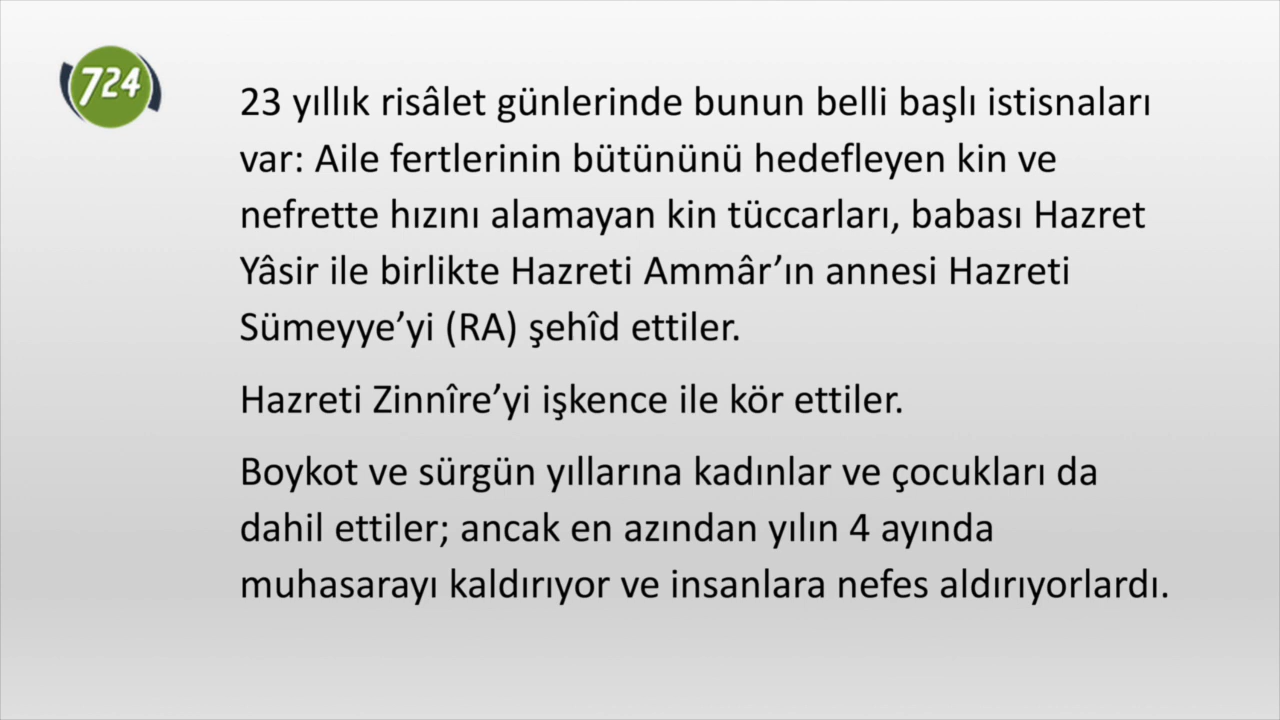 724
23 yıllık risâlet günlerinde bunun belli başlı istisnaları
var: Aile fertlerinin bütününü hedefleyen kin ve
nefrette hızını alamayan kin tüccarları, babası Hazret
Yâsir ile birlikte Hazreti Ammâr’ın annesi Hazreti
Sümeyye’yi (RA) şehîd ettiler.
Hazreti Zinnîre’yi işkence ile kör ettiler.
Boykot ve sürgün yıllarına kadınlar ve çocukları da
dahil ettiler; ancak en azından yılın 4 ayında
muhasarayı kaldırıyor ve insanlara nefes aldırıyorlardı.